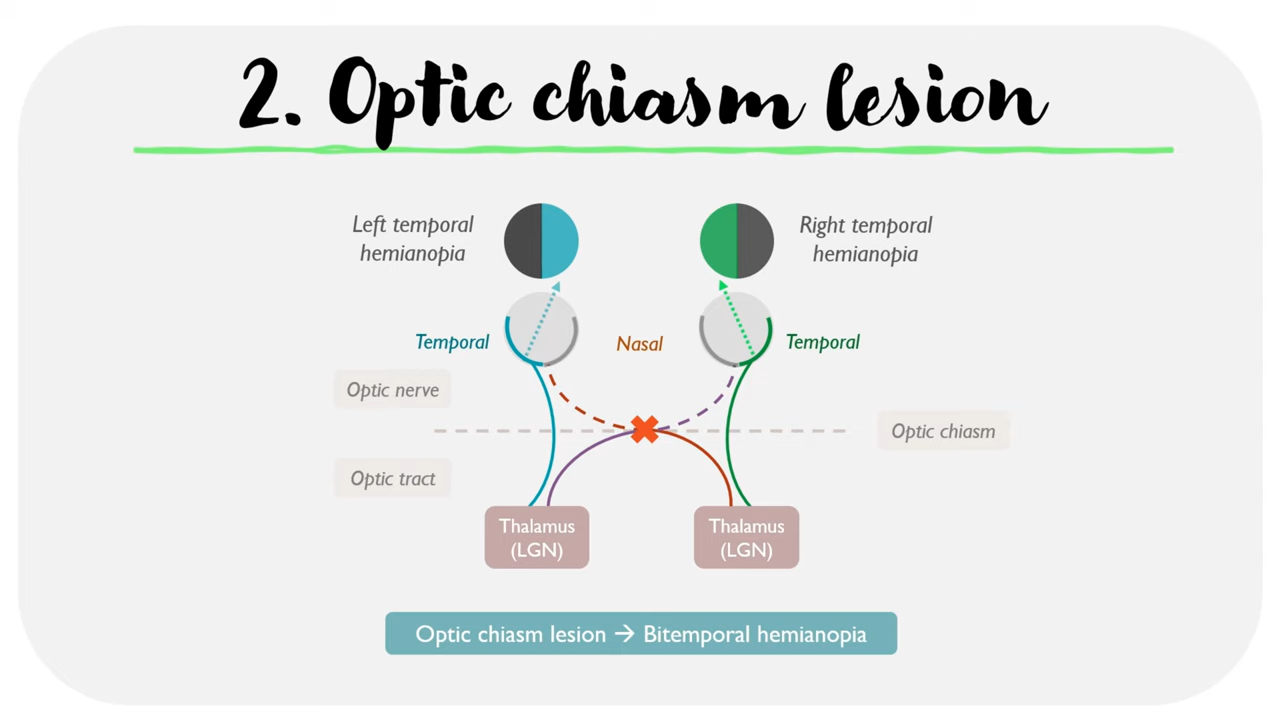 2. Optic chiasm lesion
Left temporal
hemianopia
Right temporal
hemianopia
Temporal
Nasal
Temporal
Optic nerve
Optic chiasm
Optic tract
Thalamus
(LGN)
Thalamus
(LGN)
Optic chiasm lesion → Bitemporal hemianopia